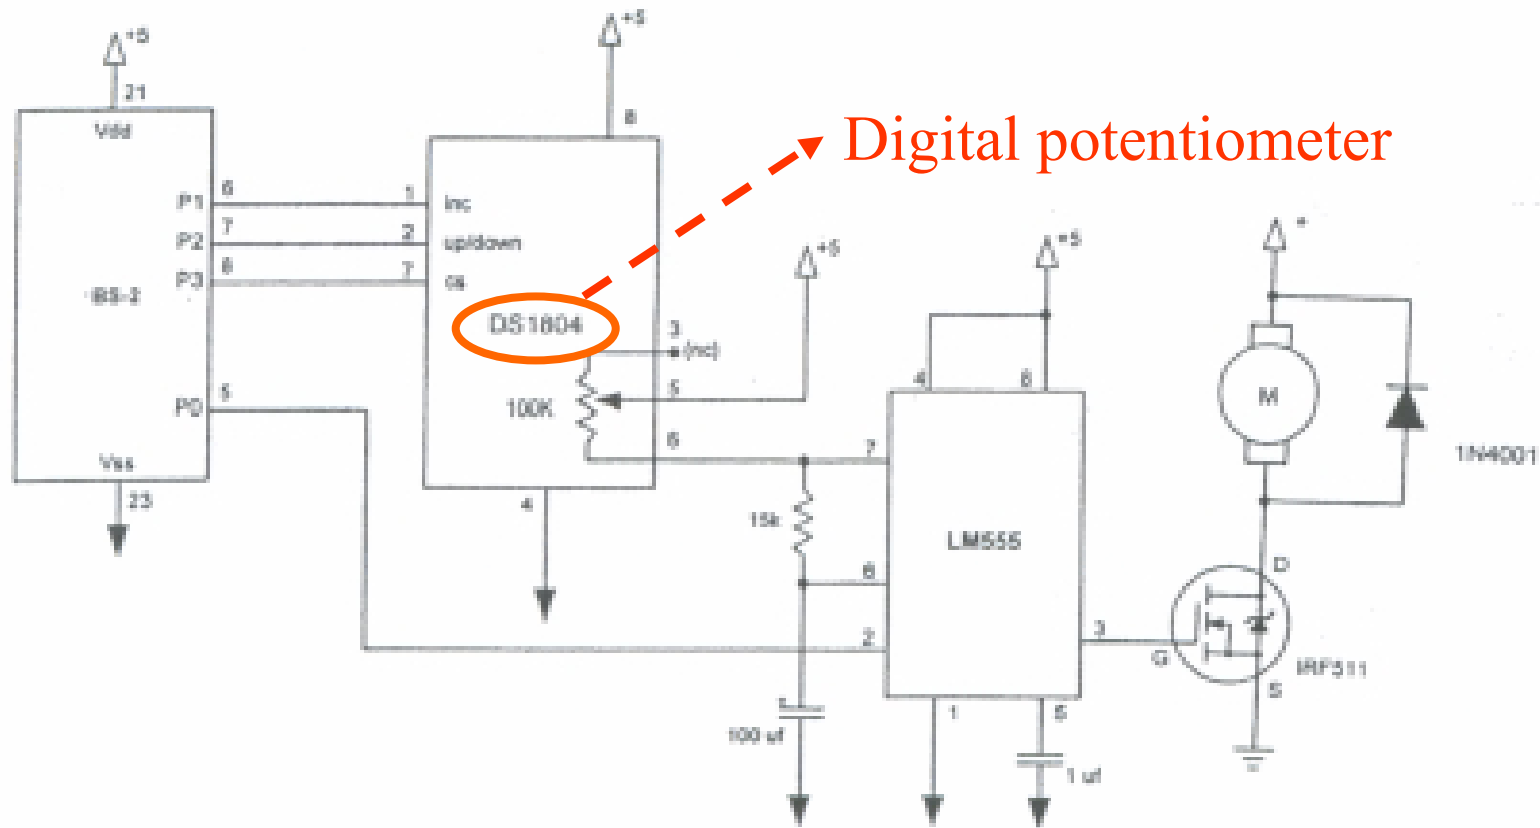 +5
21
Vdd
P1
6
P2
7
P3
8
BS-2
P0
5
Vss
23
+5
8
1
Inc
2
up/down
7
cs
DS1804
3
(nc)
100K
5
6
4
Digital potentiometer
+5
15k
100 uf
+5
4
8
7
LM555
6
2
3
1
5
1 uf
+
M
1N4001
D
G
IRF511
S